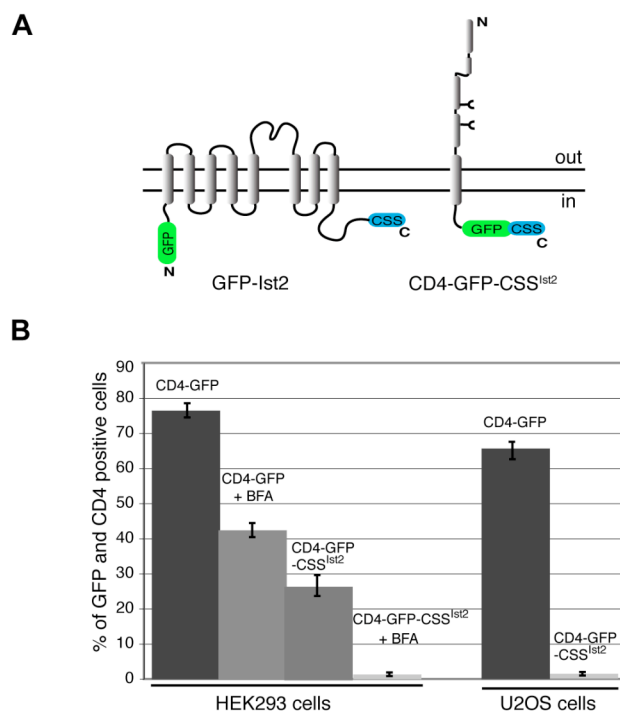 A
N
out
in
GFP
N
CSS
C
GFP
CSS
C
GFP-Ist2
CD4-GFP-CSS^Ist2
B
% of GFP and CD4 positive cells
90
80
70
60
50
40
30
20
10
0
CD4-GFP
CD4-GFP
+ BFA
CD4-GFP
-CSS^Ist2
CD4-GFP-CSS^Ist2
+ BFA
CD4-GFP
CD4-GFP
-CSS^Ist2
HEK293 cells
U2OS cells